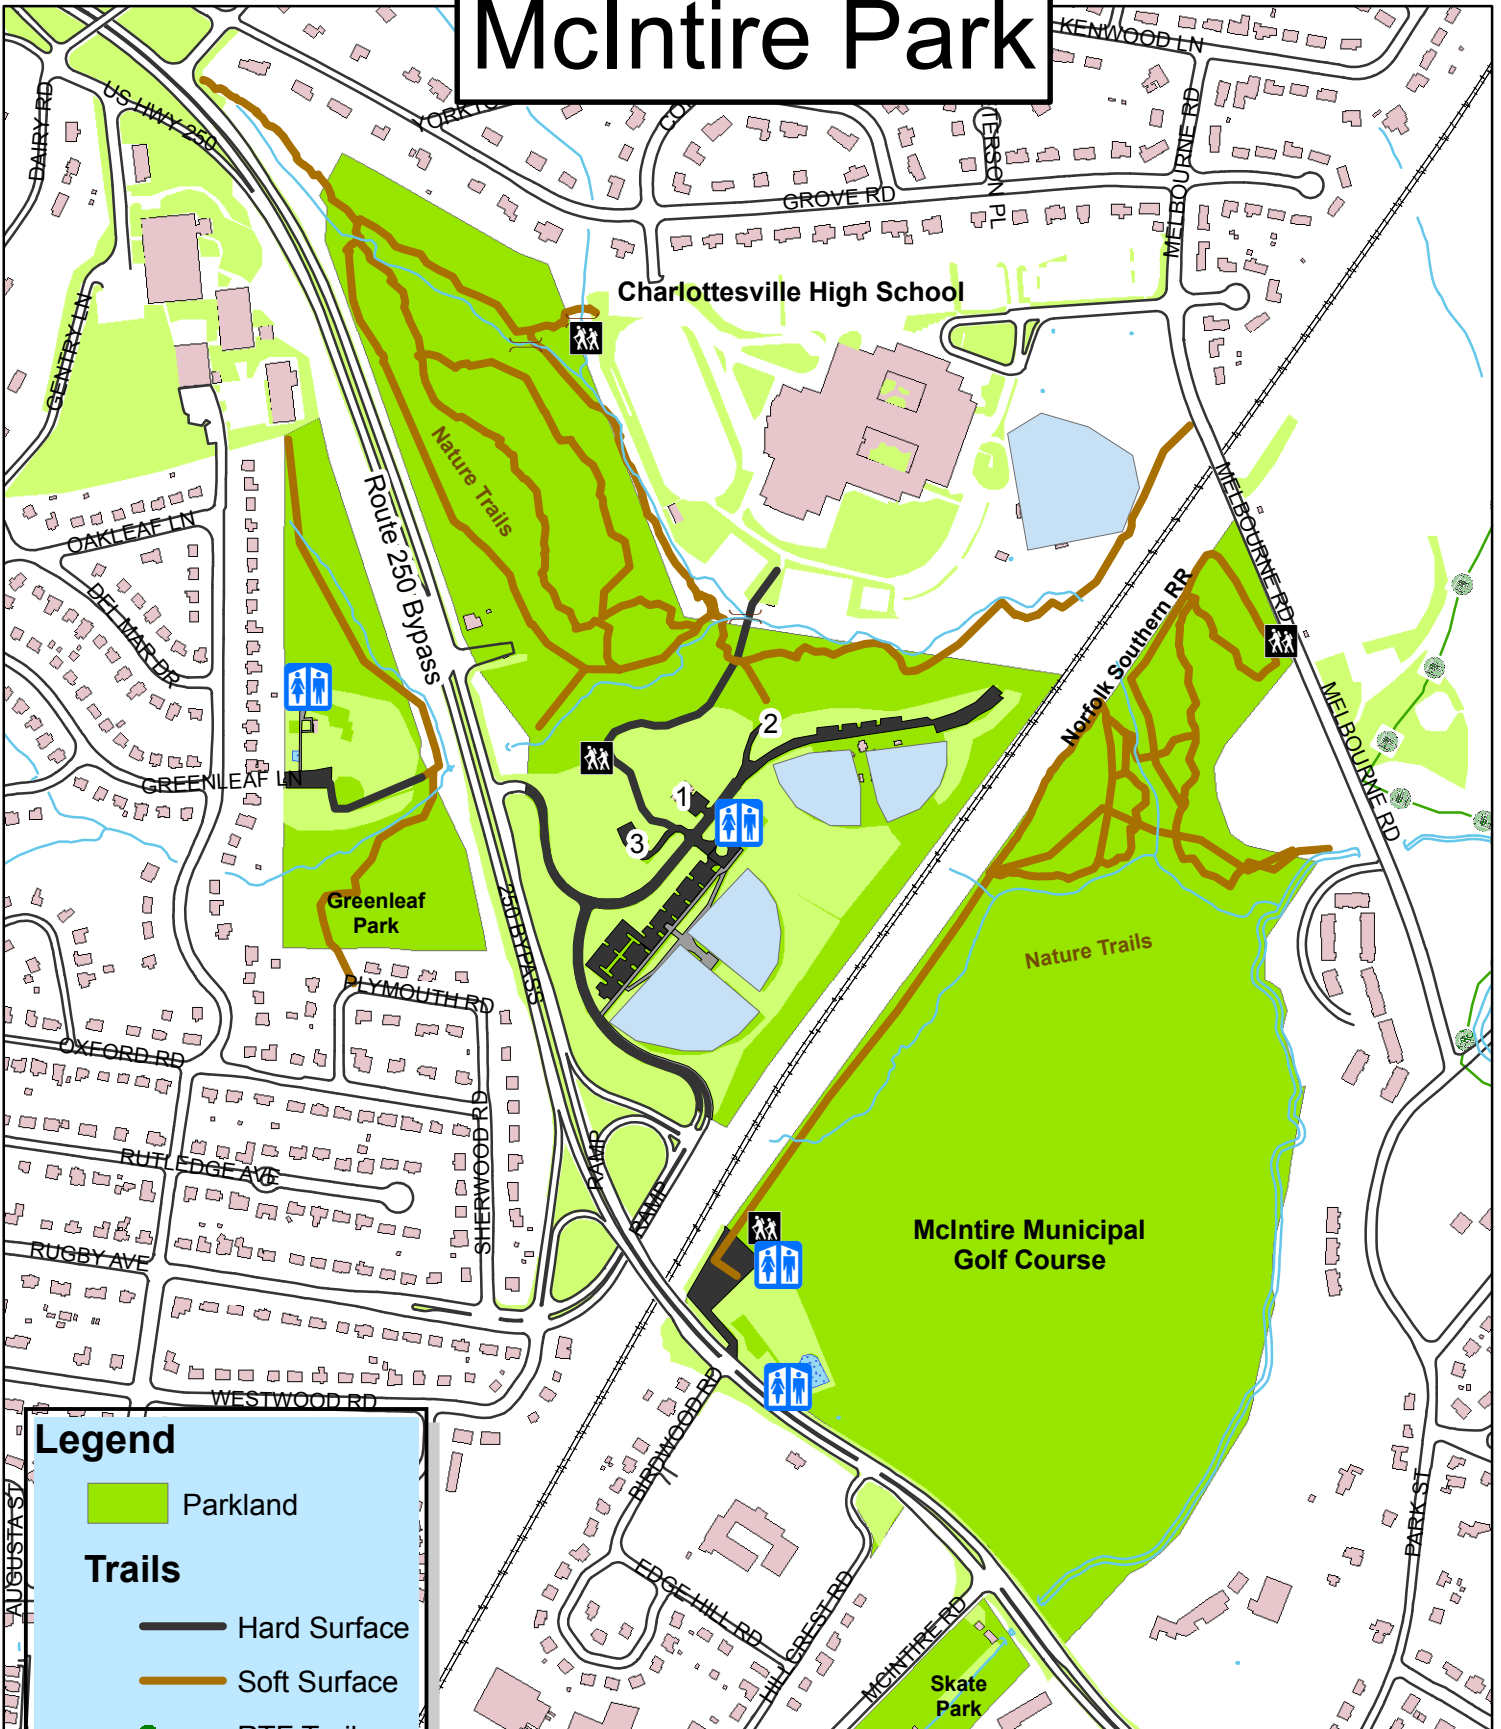 McIntire Park
KENWOOD LN
DAIRY RD
US HWY 250
MELBOURNE RD
GROVE RD
TERSON PL
Charlottesville High School
GENTRY LN
Nature Trails
Route 250 Bypass
OAKLEAF LN
MELBOURNE RD
DEL MAR DR
Norfolk Southern RR
MELBOURNE RD
2
GREENLEAF LN
1
3
Greenleaf
Park
250 BYPASS
Nature Trails
PLYMOUTH RD
OXFORD RD
SHERWOOD RD
RUTLEDGE AVE
RAMP
RAMP
RUGBY AVE
McIntire Municipal
Golf Course
WESTWOOD RD
BIRDWOOD RD
Legend
Parkland
Trails
AUGUSTA ST
PARK ST
EDGE HILL RD
HILLCREST RD
MCINTIRE RD
Hard Surface
Soft Surface
Skate
Park